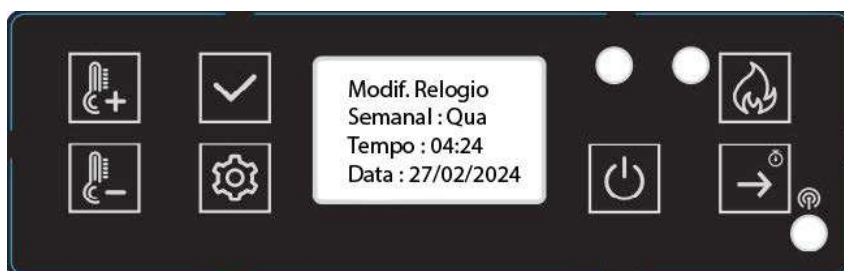 Modif. Relogio
Semanal : Qua
Tempo : 04:24
Data : 27/02/2024